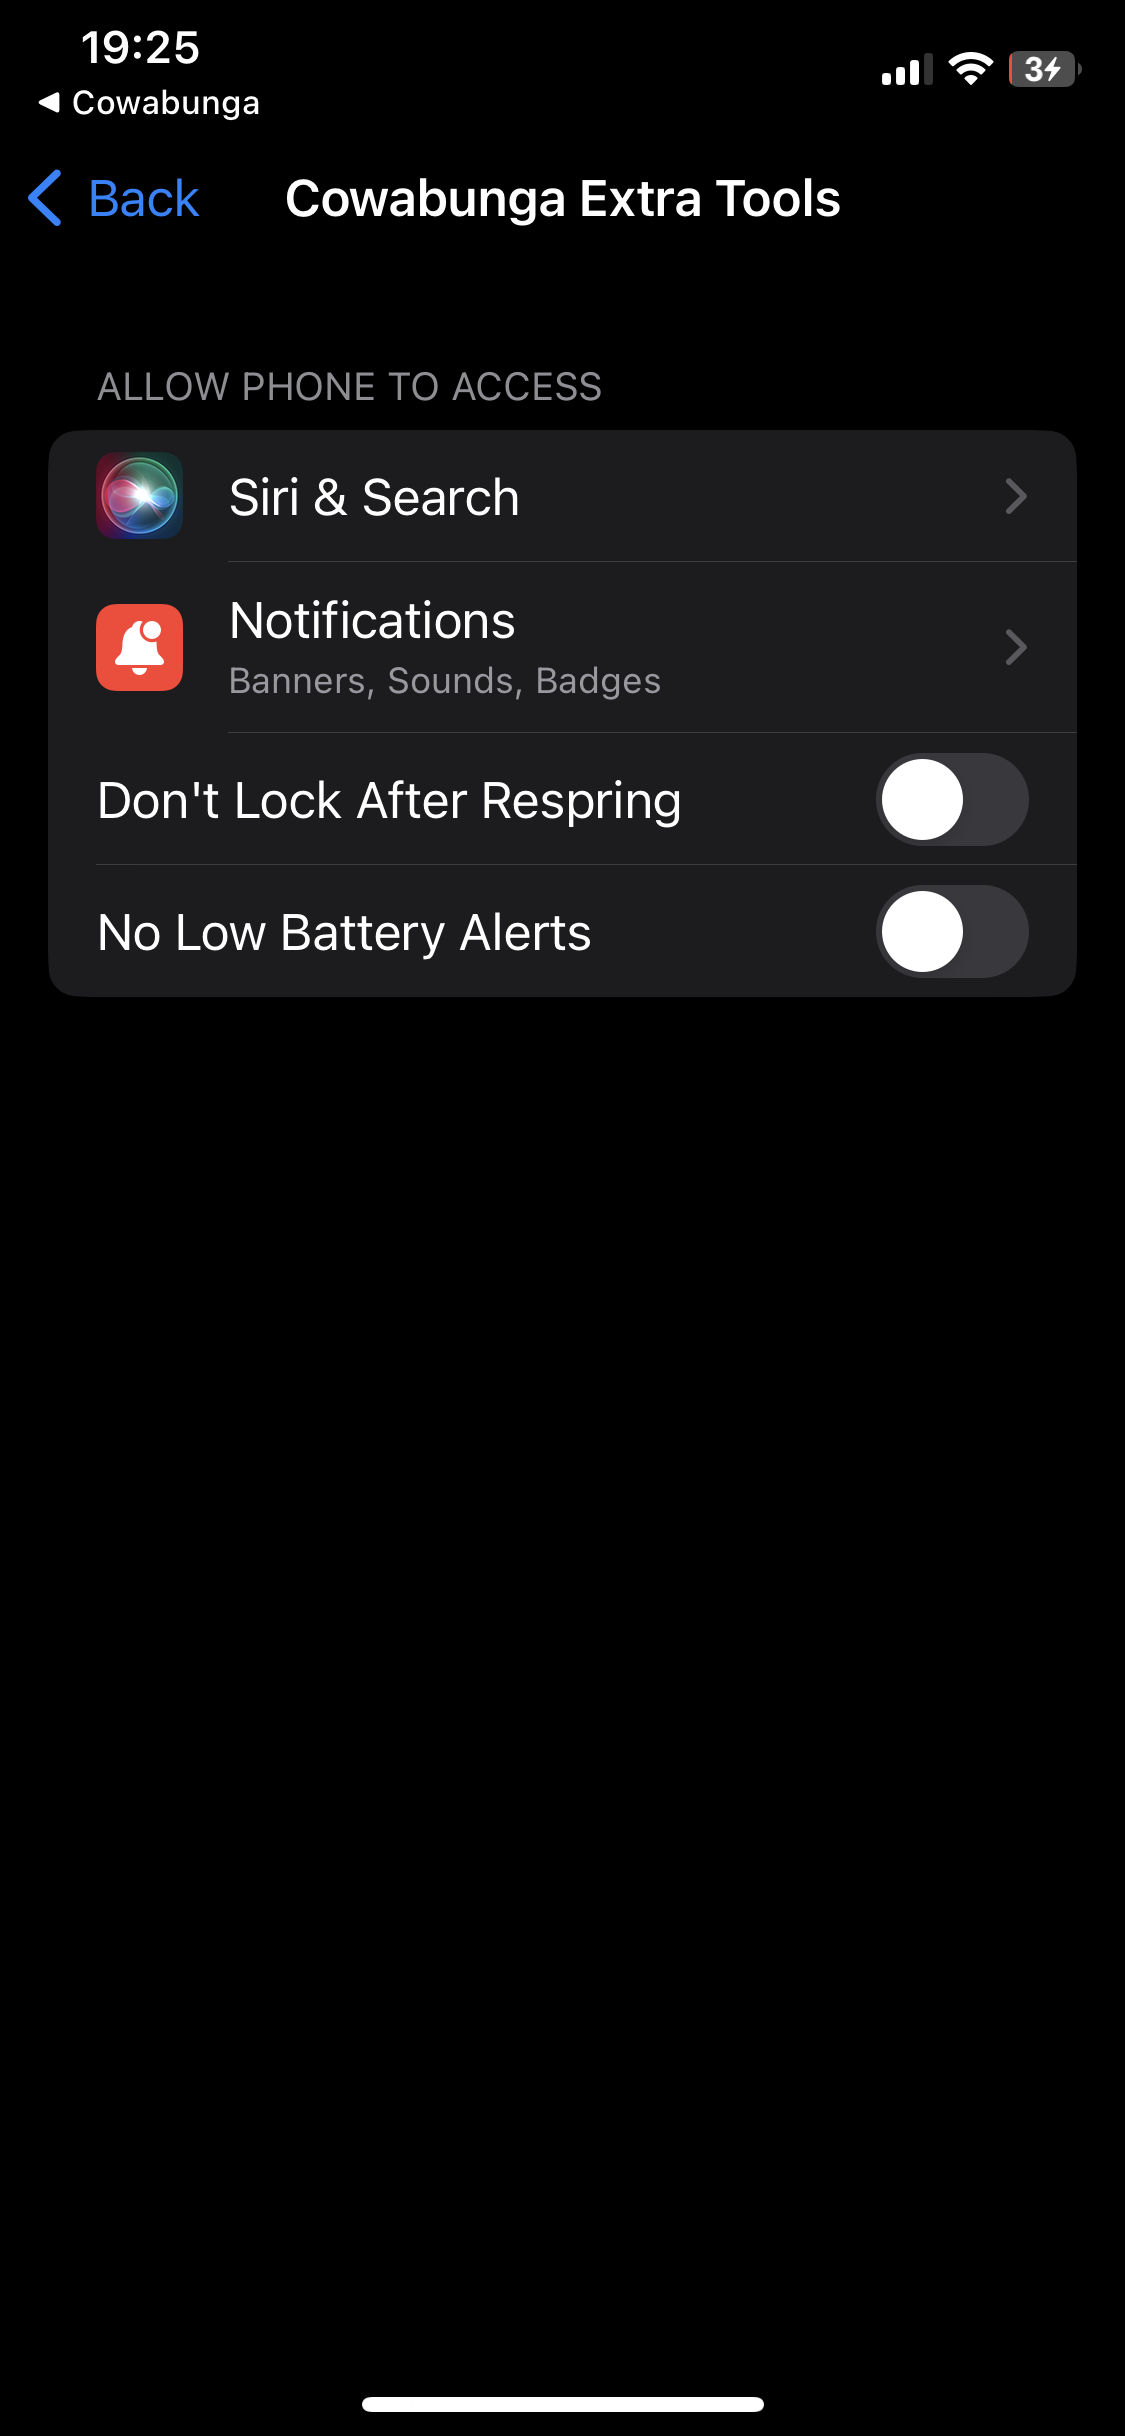 19:25
3
◀ Cowabunga
Back
Cowabunga Extra Tools
ALLOW PHONE TO ACCESS
Siri & Search
Notifications
Banners, Sounds, Badges
Don't Lock After Respring
No Low Battery Alerts